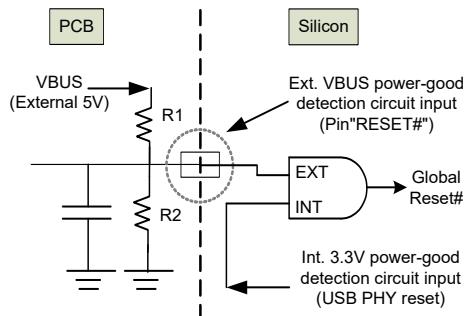 PCB
Silicon
VBUS
(External 5V)
R1
Ext. VBUS power-good
detection circuit input
(Pin"RESET#")
EXT
INT
Global
Reset#
R2
Int. 3.3V power-good
detection circuit input
(USB PHY reset)